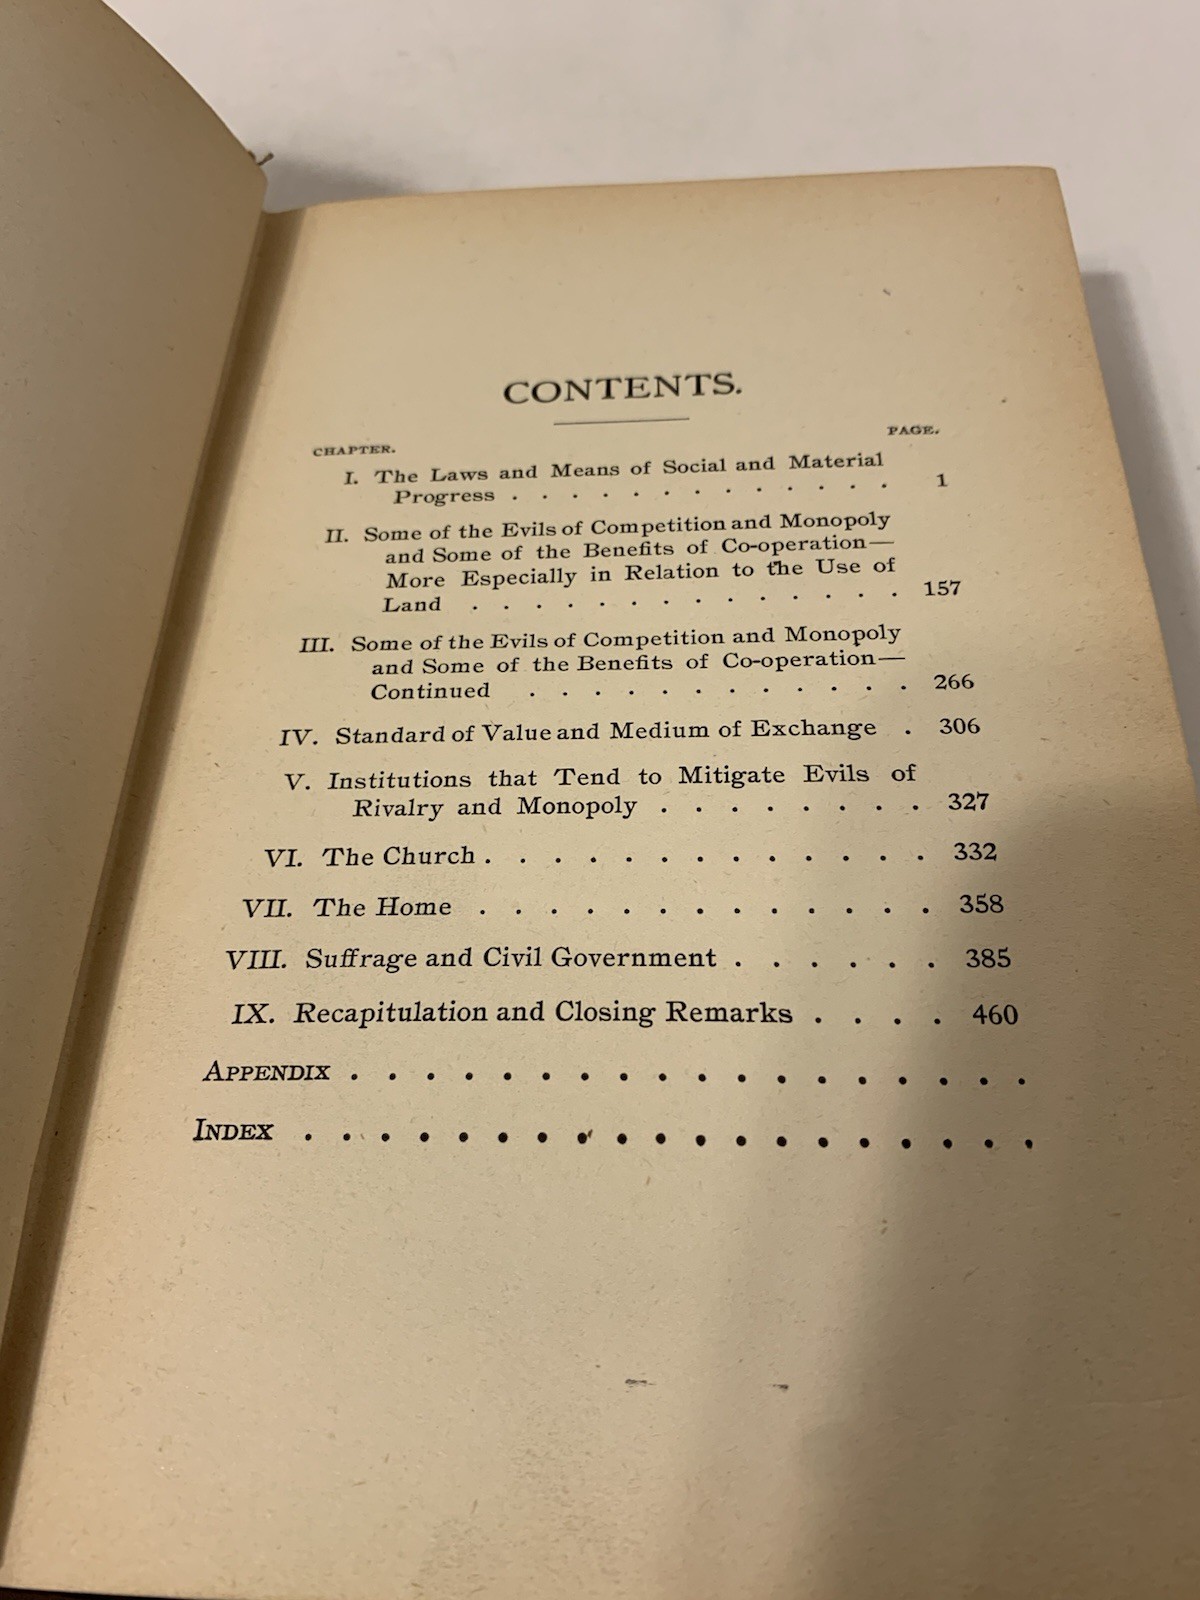 CONTENTS.
CHAPTER. PAGE.
I. The Laws and Means of Social and Material
Progress . . . . . . . . . . . . . 1
II. Some of the Evils of Competition and Monopoly
and Some of the Benefits of Co-operation—
More Especially in Relation to the Use of
Land . . . . . . . . . . . . . . 157
III. Some of the Evils of Competition and Monopoly
and Some of the Benefits of Co-operation—
Continued . . . . . . . . . . . . . 266
IV. Standard of Value and Medium of Exchange . 306
V. Institutions that Tend to Mitigate Evils of
Rivalry and Monopoly . . . . . . . . 327
VI. The Church . . . . . . . . . . . . . 332
VII. The Home . . . . . . . . . . . . . 358
VIII. Suffrage and Civil Government . . . . . . 385
IX. Recapitulation and Closing Remarks . . . . 460
APPENDIX . . . . . . . . . . . . . . . . . .
INDEX . . . . . . . . . . . . . . . . . . .